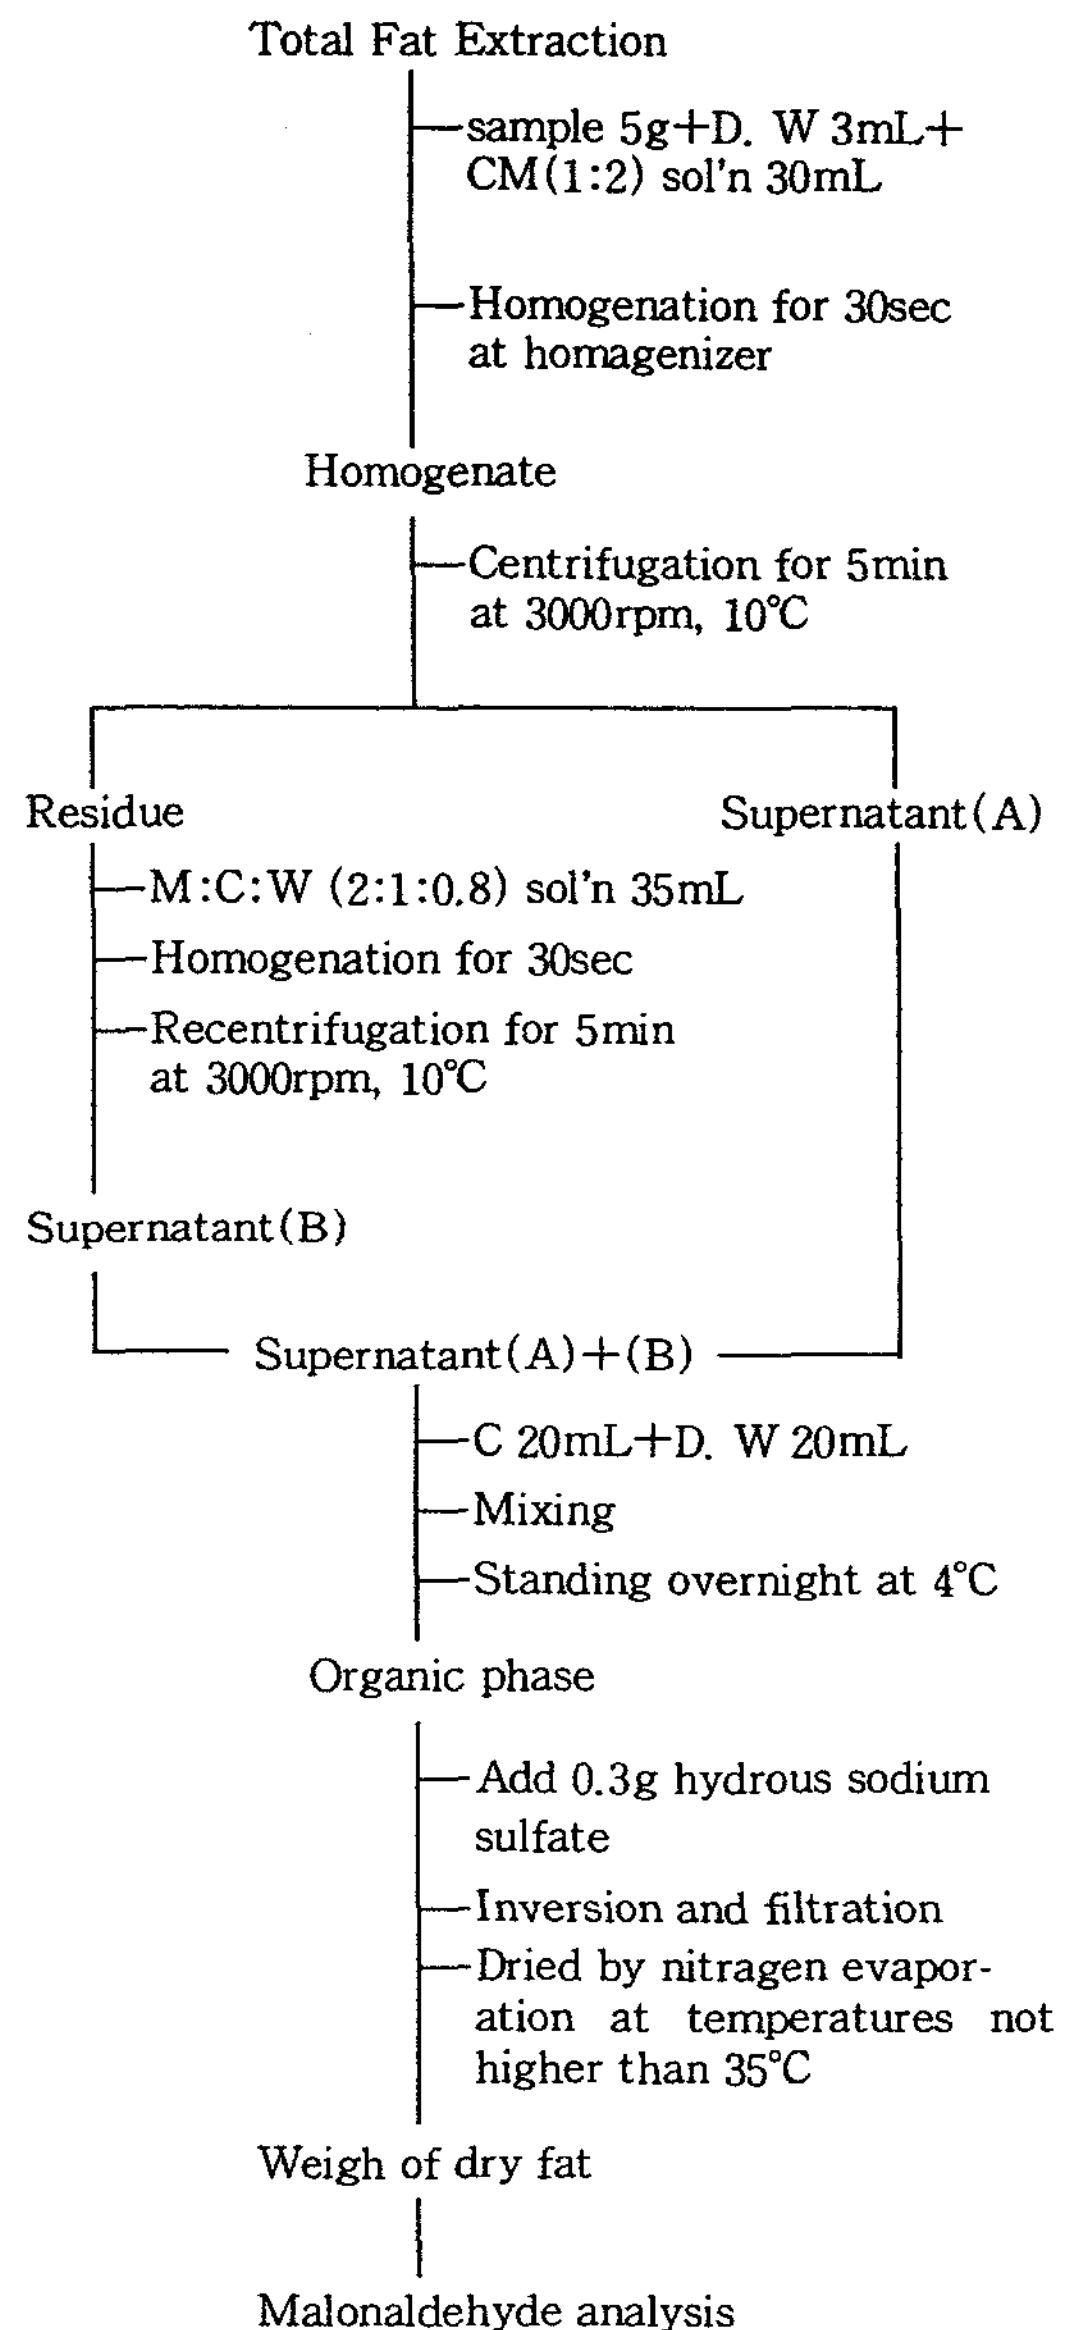 Total Fat Extraction
sample 5g+D. W 3mL+
CM(1:2) sol'n 30mL
Homogenation for 30sec
at homagenizer
Homogenate
Centrifugation for 5min
at 3000rpm, 10℃
Residue
Supernatant(A)
M:C:W (2:1:0.8) sol'n 35mL
Homogenation for 30sec
Recentrifugation for 5min
at 3000rpm, 10℃
Supernatant(B)
Supernatant(A)+(B)
C 20mL+D. W 20mL
Mixing
Standing overnight at 4℃
Organic phase
Add 0.3g hydrous sodium
sulfate
Inversion and filtration
Dried by nitragen evapor-
ation at temperatures not
higher than 35℃
Weigh of dry fat
Malonaldehyde analysis